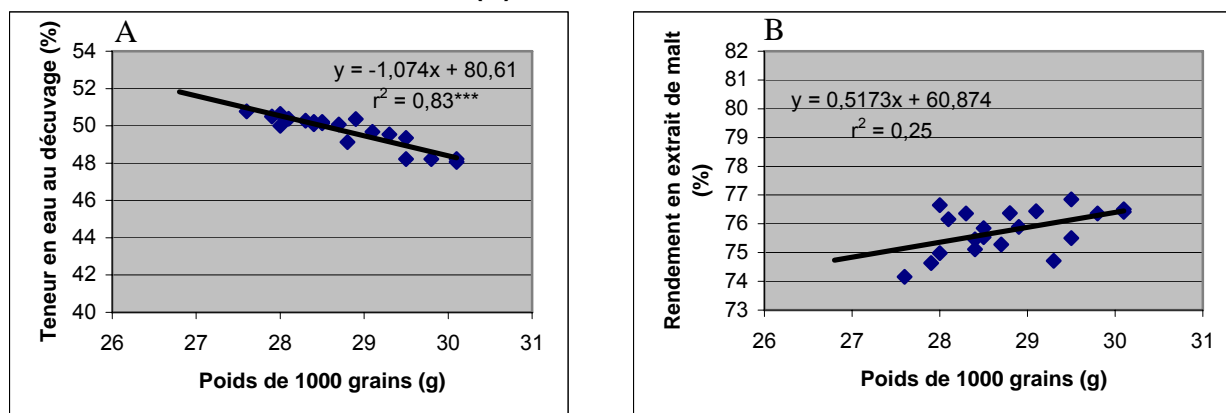 A
Teneur en eau au décuvage (%)
54
52
50
48
46
44
42
40
y = -1,074x + 80,61
r² = 0,83***
26 27 28 29 30 31
Poids de 1000 grains (g)
B
Rendement en extrait de malt
(%)
82
81
80
79
78
77
76
75
74
73
y = 0,5173x + 60,874
r² = 0,25
26 27 28 29 30 31
Poids de 1000 grains (g)